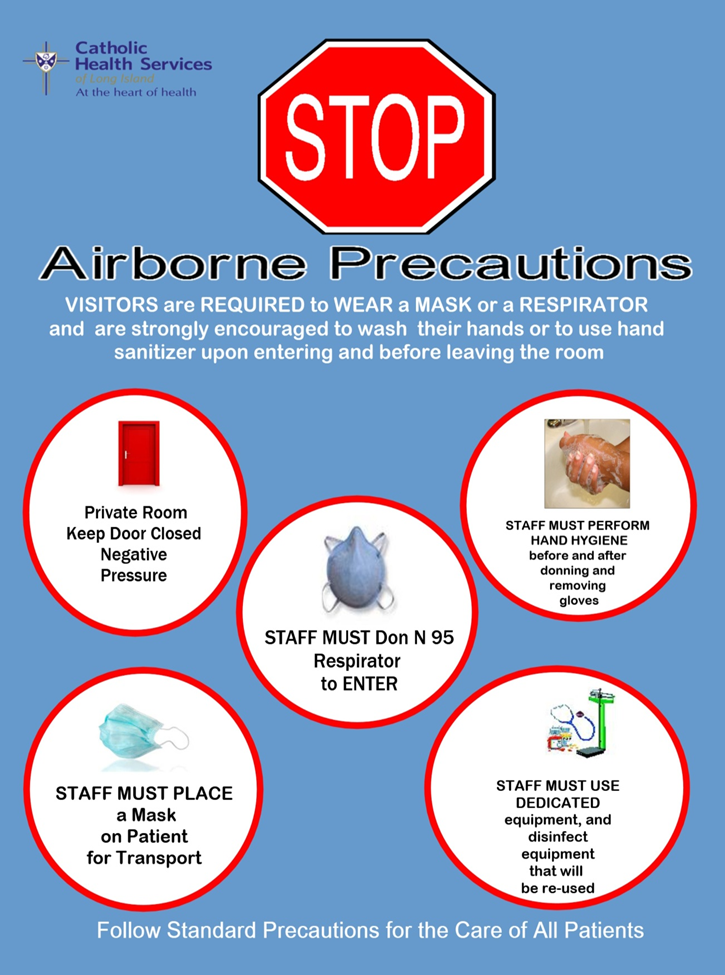 Catholic
Health Services
of Long Island
At the heart of health
STOP
Airborne Precautions
VISITORS are REQUIRED to WEAR a MASK or a RESPIRATOR
and are strongly encouraged to wash their hands or to use hand
sanitizer upon entering and before leaving the room
Private Room
Keep Door Closed
Negative
Pressure
STAFF MUST PERFORM
HAND HYGIENE
before and after
donning and
removing
gloves
STAFF MUST Don N 95
Respirator
to ENTER
STAFF MUST PLACE
a Mask
on Patient
for Transport
STAFF MUST USE
DEDICATED
equipment, and
disinfect
equipment
that will
be re-used
Follow Standard Precautions for the Care of All Patients